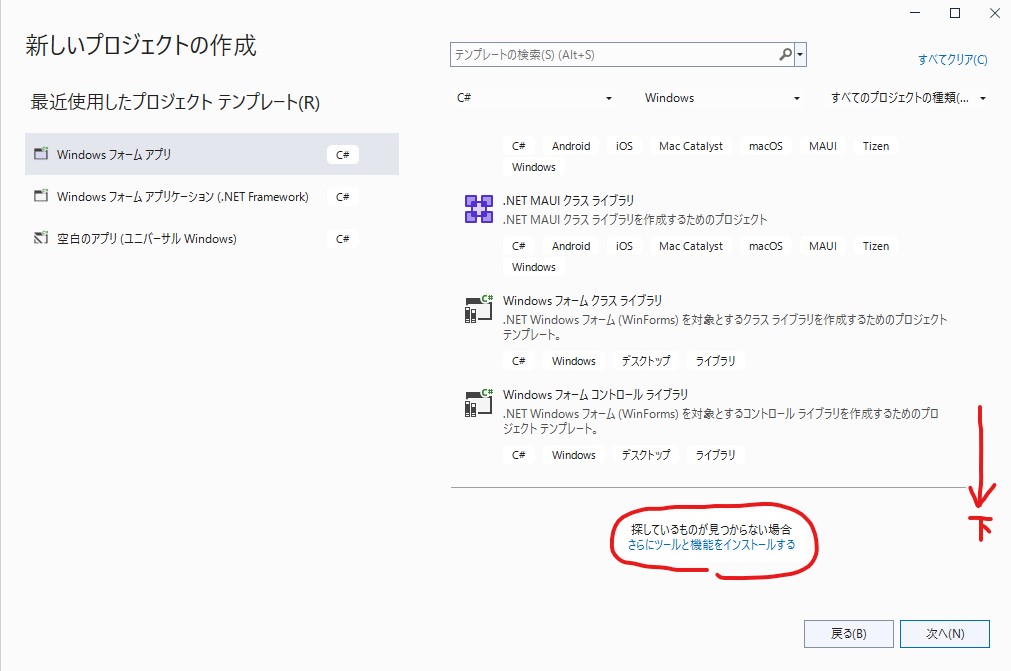 新しいプロジェクトの作成
テンプレートの検索(S) (Alt+S)
すべてクリア(C)
最近使用したプロジェクト テンプレート(R)
C# Windows すべてのプロジェクトの種類(...
Windows フォーム アプリ C#
Windows フォーム アプリケーション (.NET Framework) C#
空白のアプリ (ユニバーサル Windows) C#
C# Android iOS Mac Catalyst macOS MAUI Tizen
Windows
.NET MAUI クラス ライブラリ
.NET MAUI クラス ライブラリを作成するためのプロジェクト
C# Android iOS Mac Catalyst macOS MAUI Tizen
Windows
C#
Windows フォーム クラス ライブラリ
.NET Windows フォーム (WinForms) を対象とするクラス ライブラリを作成するためのプロジェクト
テンプレート。
C# Windows デスクトップ ライブラリ
C#
Windows フォーム コントロール ライブラリ
.NET Windows フォーム (WinForms) を対象とするコントロール ライブラリを作成するためのプロ
ジェクト テンプレート。
C# Windows デスクトップ ライブラリ
下
探しているものが見つからない場合
さらにツールと機能をインストールする
戻る(B) 次へ(N)